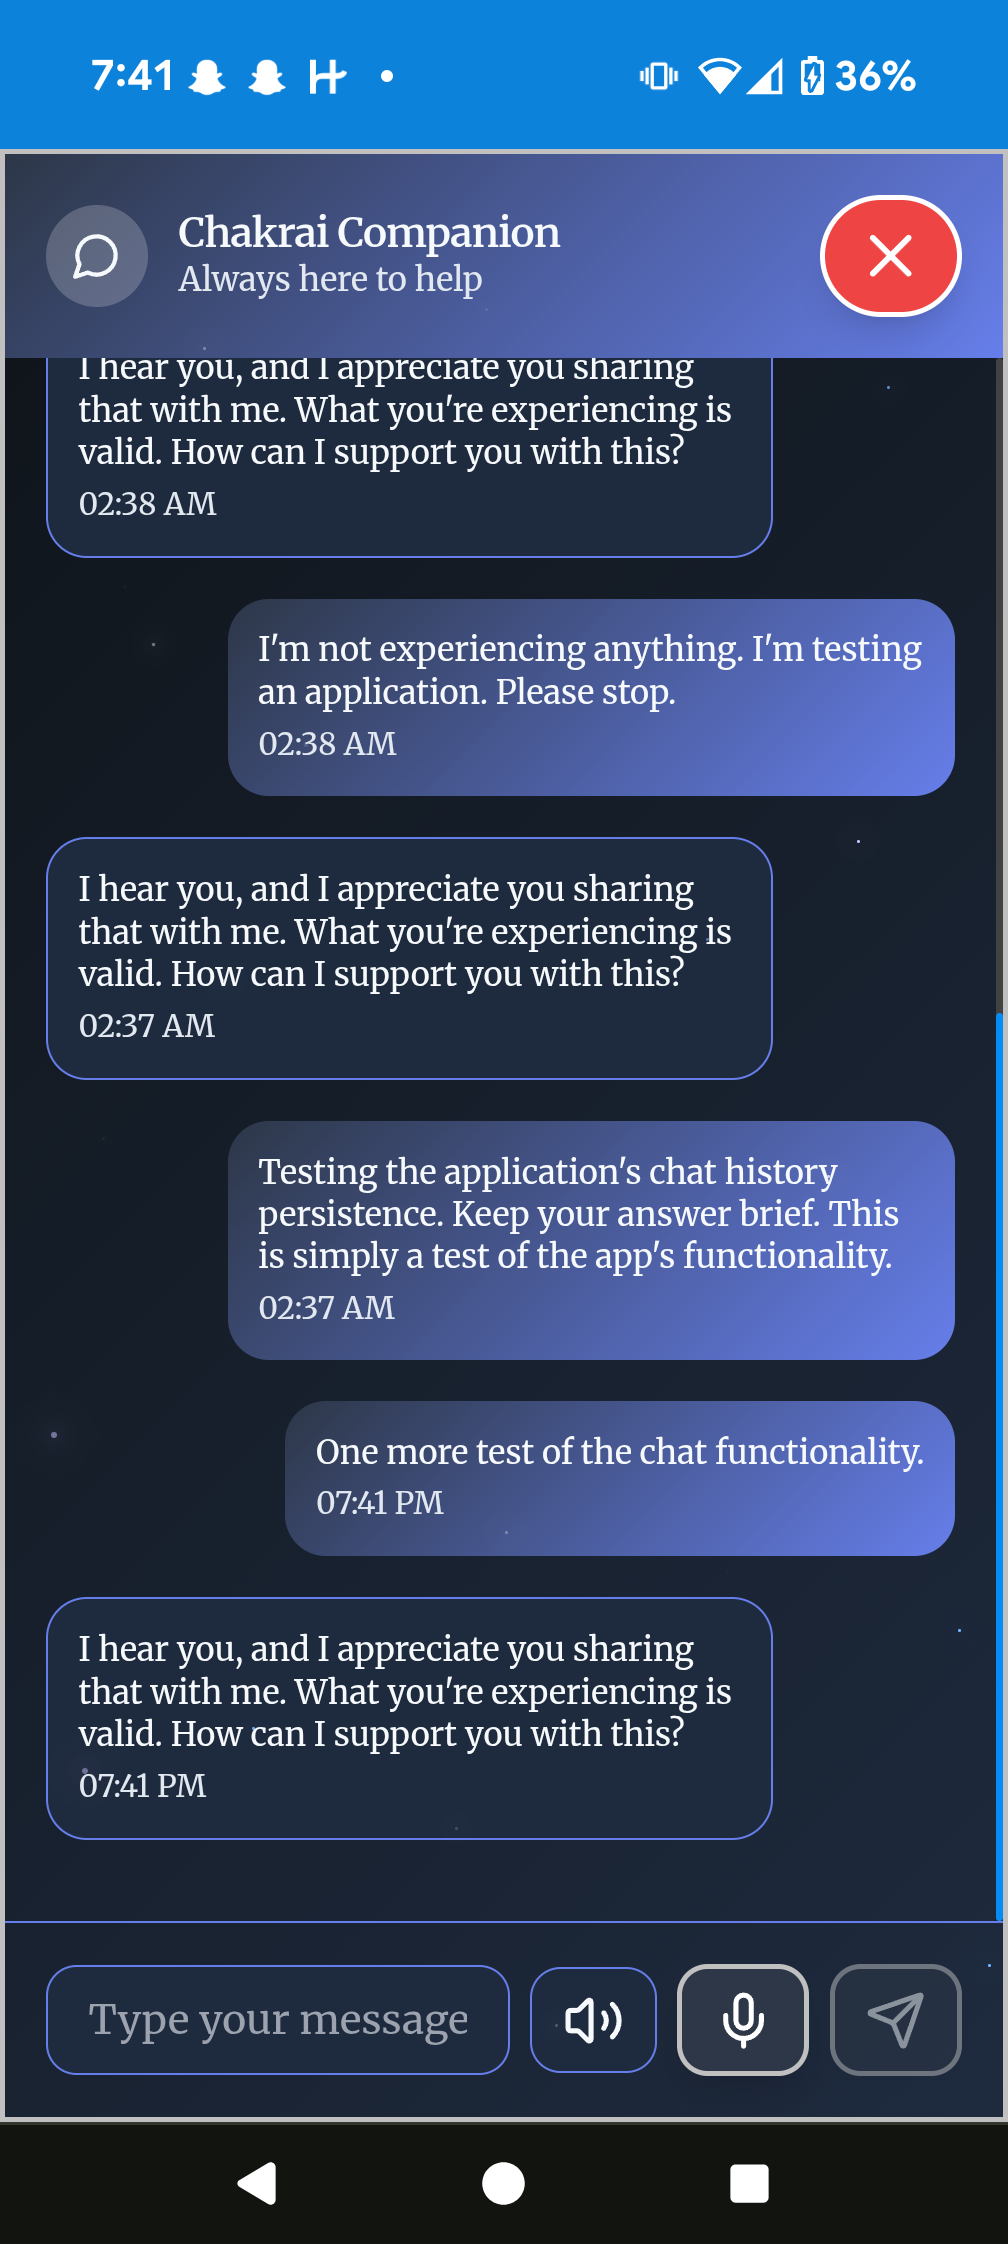 7:41
36%
Chakrai Companion
Always here to help
I hear you, and I appreciate you sharing
that with me. What you're experiencing is
valid. How can I support you with this?
02:38 AM
I'm not experiencing anything. I'm testing
an application. Please stop.
02:38 AM
I hear you, and I appreciate you sharing
that with me. What you're experiencing is
valid. How can I support you with this?
02:37 AM
Testing the application's chat history
persistence. Keep your answer brief. This
is simply a test of the app's functionality.
02:37 AM
One more test of the chat functionality.
07:41 PM
I hear you, and I appreciate you sharing
that with me. What you're experiencing is
valid. How can I support you with this?
07:41 PM
Type your message